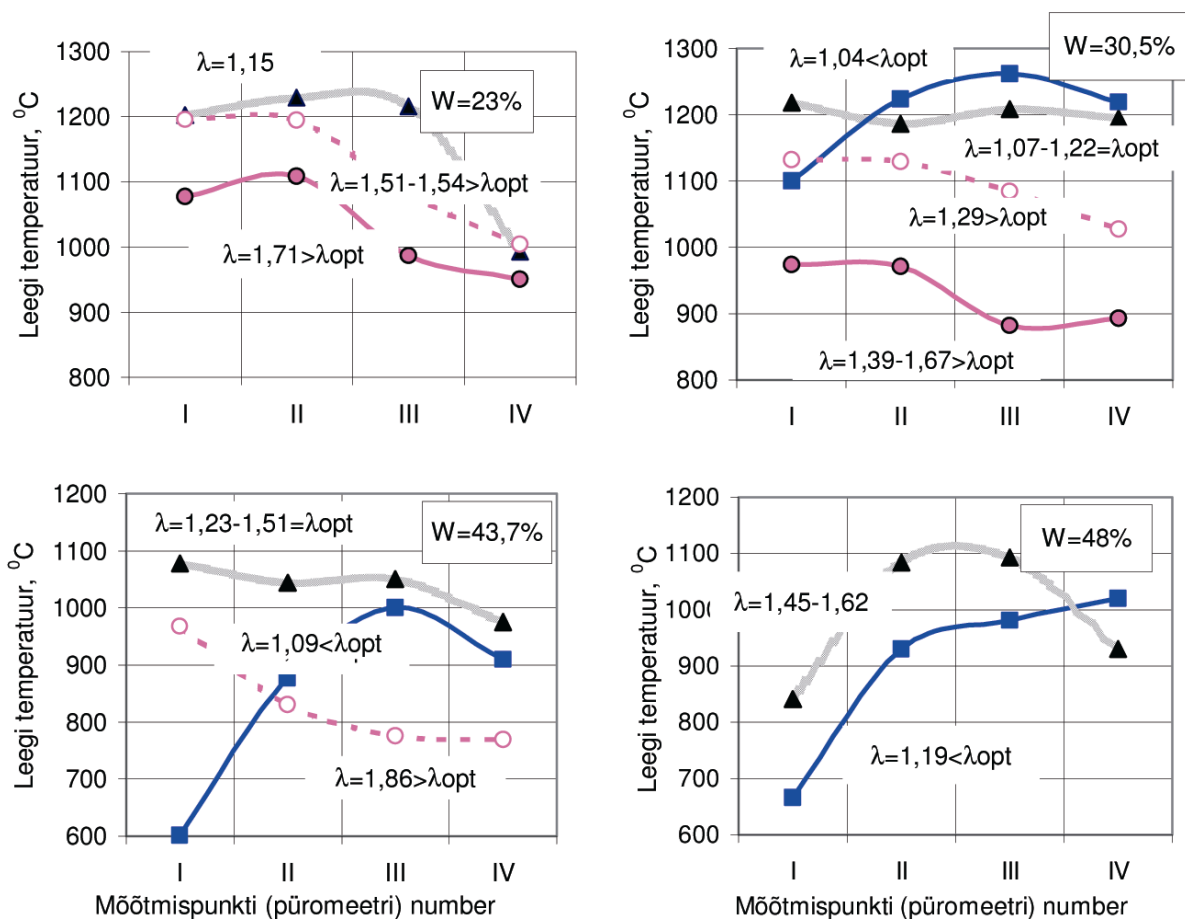 1300
1200
1100
1000
900
800
Leegi temperatuur, ⁰C
λ=1,15
W=23%
λ=1,51-1,54>λopt
λ=1,71>λopt
I II III IV
1300
1200
1100
1000
900
800
Leegi temperatuur, ⁰C
W=30,5%
λ=1,04<λopt
λ=1,07-1,22=λopt
λ=1,29>λopt
λ=1,39-1,67>λopt
I II III IV
1200
1100
1000
900
800
700
600
Leegi temperatuur, ⁰C
λ=1,23-1,51=λopt
W=43,7%
λ=1,09<λopt
λ=1,86>λopt
I II III IV
Mõõtmispunkti (püromeetri) number
1200
1100
1000
900
800
700
600
Leegi temperatuur, ⁰C
W=48%
λ=1,45-1,62
λ=1,19<λopt
I II III IV
Mõõtmispunkti (püromeetri) number